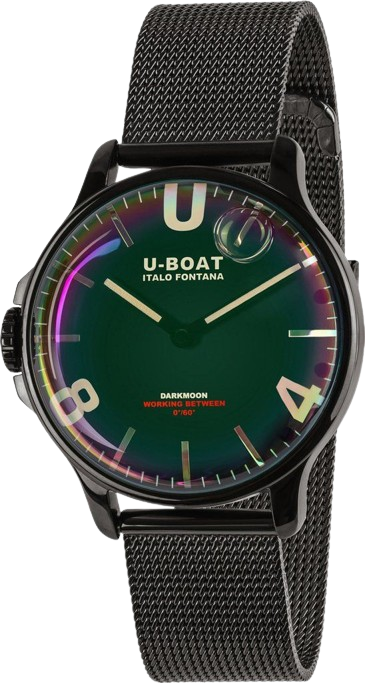 U
U-BOAT
ITALO FONTANA
8
4
DARKMOON
WORKING BETWEEN
0°/60°